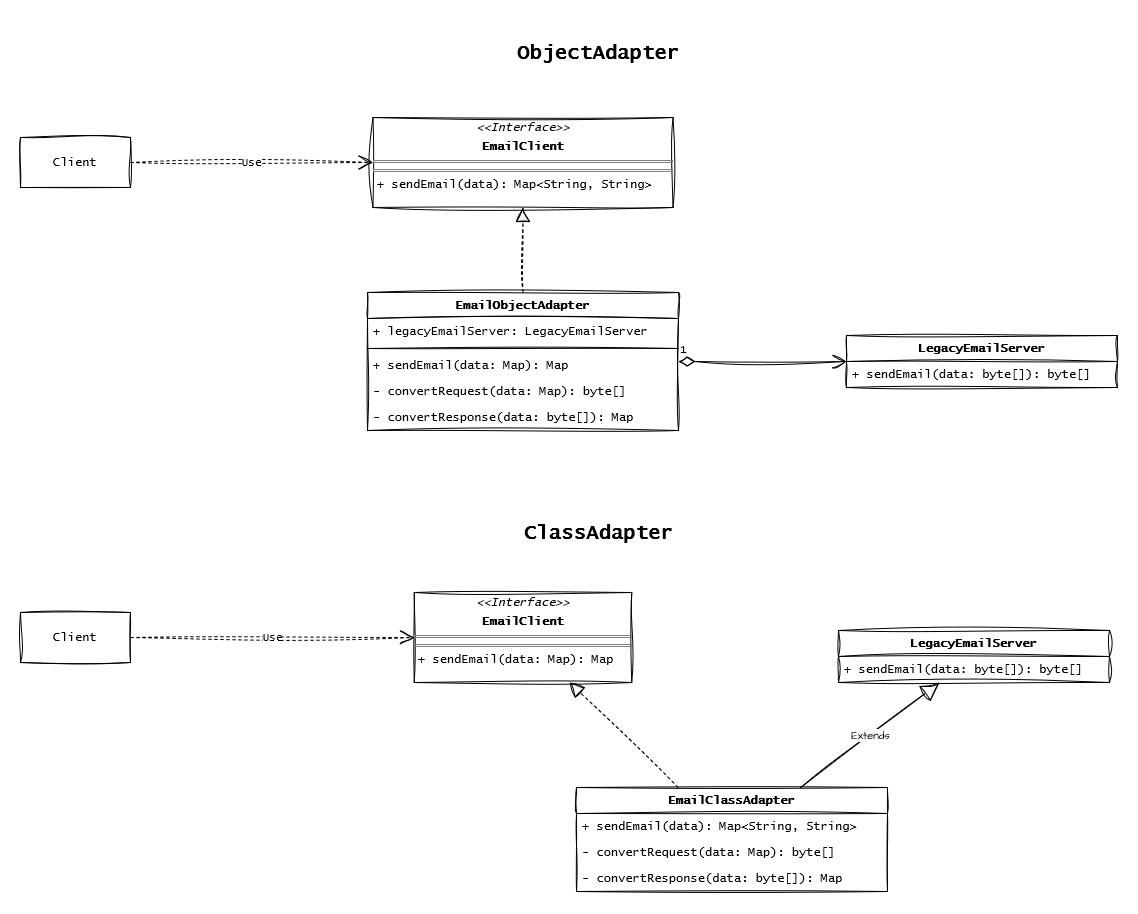 ObjectAdapter
Client
Use
<<Interface>>
EmailClient
+ sendEmail(data): Map<String, String>
EmailObjectAdapter
+ legacyEmailServer: LegacyEmailServer
+ sendEmail(data: Map): Map
- convertRequest(data: Map): byte[]
- convertResponse(data: byte[]): Map
1
LegacyEmailServer
+ sendEmail(data: byte[]): byte[]
ClassAdapter
Client
Use
<<Interface>>
EmailClient
+ sendEmail(data: Map): Map
LegacyEmailServer
+ sendEmail(data: byte[]): byte[]
Extends
EmailClassAdapter
+ sendEmail(data): Map<String, String>
- convertRequest(data: Map): byte[]
- convertResponse(data: byte[]): Map